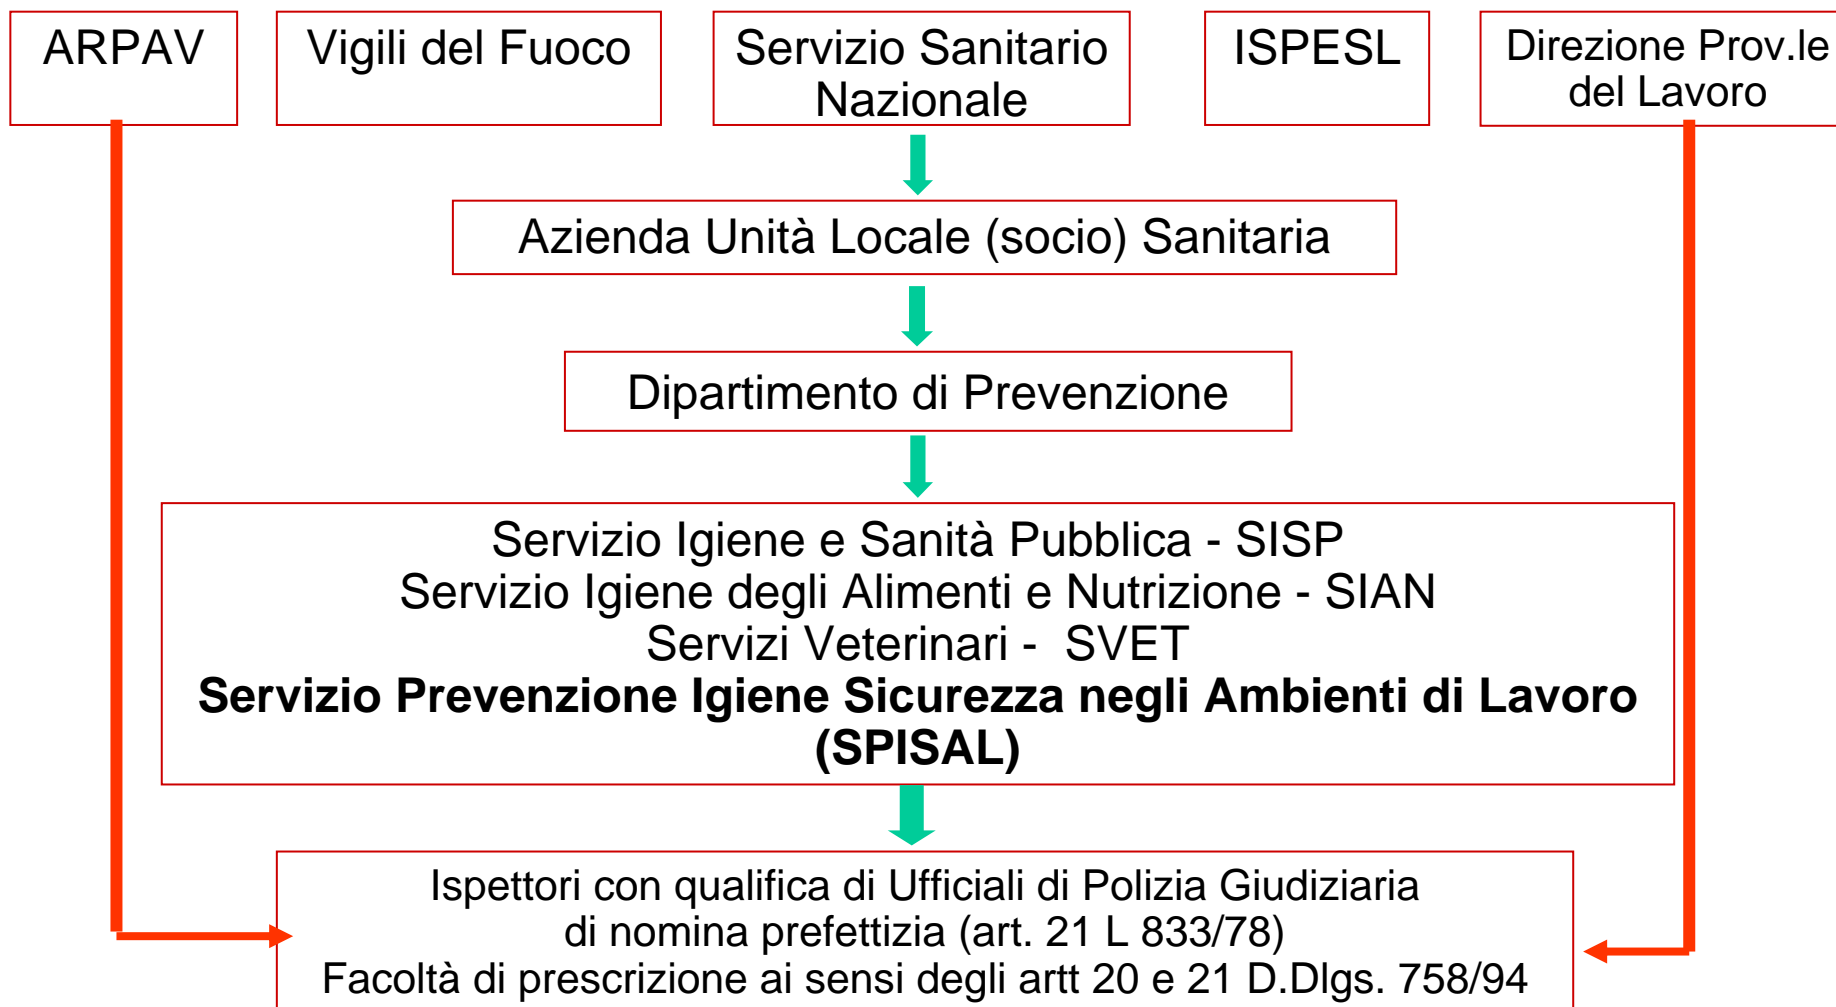 ARPAV
Vigili del Fuoco
Servizio Sanitario
Nazionale
ISPESL
Direzione Prov.le
del Lavoro
Azienda Unità Locale (socio) Sanitaria
Dipartimento di Prevenzione
Servizio Igiene e Sanità Pubblica - SISP
Servizio Igiene degli Alimenti e Nutrizione - SIAN
Servizi Veterinari - SVET
Servizio Prevenzione Igiene Sicurezza negli Ambienti di Lavoro
(SPISAL)
Ispettori con qualifica di Ufficiali di Polizia Giudiziaria
di nomina prefettizia (art. 21 L 833/78)
Facoltà di prescrizione ai sensi degli artt 20 e 21 D.Dlgs. 758/94